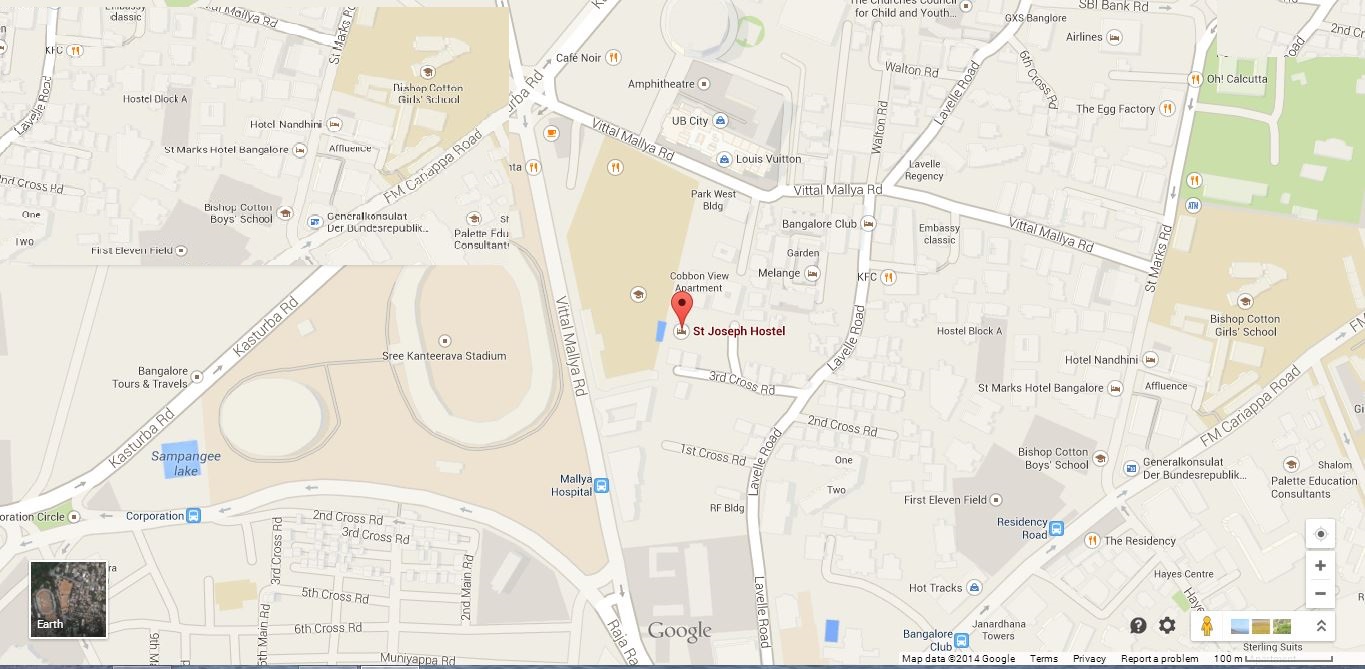 Embassy
classic
KFC
Hostel Block A
Lavelle Road
St Marks Rd
Bishop Cotton
Girls' School
Hotel Nandhini
St Marks Hotel Bangalore
Affluence
FM Cariappa Road
2nd Cross Rd
One
Two
Bishop Cotton
Boys' School
Generalkonsulat
Der Bundesrepublik...
First Eleven Field
Palette Edu
Consultants
Café Noir
Amphitheatre
UB City
Louis Vuitton
Vittal Mallya Rd
Park West
Bldg
Vittal Mallya Rd
The Churches Council
for Child and Youth...
GXS Banglore
SBI Bank Rd
Airlines
Walton Rd
6th Cross Rd
Walton Rd
Lavelle Road
Oh! Calcutta
The Egg Factory
Lavelle
Regency
ATM
Bangalore Club
Embassy
classic
Vittal Mallya Rd
St Marks Rd
Garden
Melange
KFC
Cobbon View
Apartment
St Joseph Hostel
Hostel Block A
Bishop Cotton
Girls' School
Lavelle Road
Hotel Nandhini
St Marks Hotel Bangalore
Affluence
FM Cariappa Road
Kasturba Rd
Sree Kanteerava Stadium
Vittal Mallya Rd
Bangalore
Tours & Travels
Kasturba Rd
Sampangee
lake
3rd Cross Rd
2nd Cross Rd
1st Cross Rd
Lavelle Road
One
Two
Bishop Cotton
Boys' School
Generalkonsulat
Der Bundesrepublik...
Shalom
Palette Education
Consultants
First Eleven Field
Mallya
Hospital
RF Bldg
Residency
Road
The Residency
Corporation
2nd Cross Rd
3rd Cross Rd
3rd Cross Rd
2nd Main Rd
5th Cross Rd
5th Main Rd
6th Cross Rd
9th Main
Muniyappa Rd
Lavelle Road
Hayes Centre
Hot Tracks
Janardhana
Towers
Bangalore
Club
Sterling Suits
Earth
Google
Map data ©2014 Google
Terms
Privacy
Report a problem
100 m